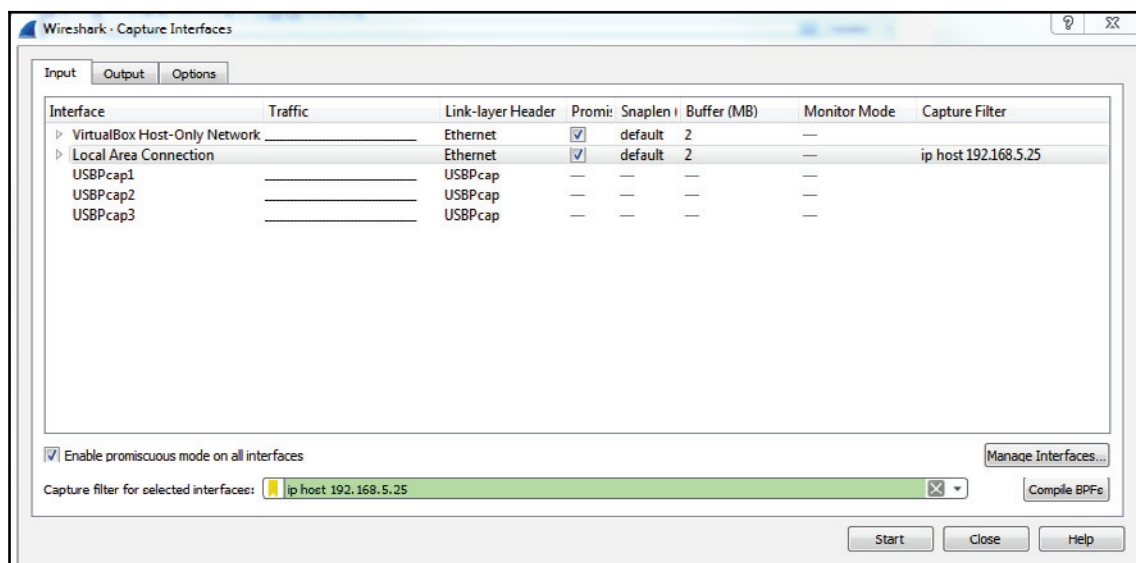 Wireshark · Capture Interfaces
Input Output Options
Interface Traffic Link-layer Header Promi: Snaplen ( Buffer (MB) Monitor Mode Capture Filter
VirtualBox Host-Only Network Ethernet default 2 —
Local Area Connection Ethernet default 2 — ip host 192.168.5.25
USBPcap1 USBPcap — — — —
USBPcap2 USBPcap — — — —
USBPcap3 USBPcap — — — —
Enable promiscuous mode on all interfaces
Manage Interfaces...
Capture filter for selected interfaces: ip host 192.168.5.25
Compile BPFs
Start Close Help